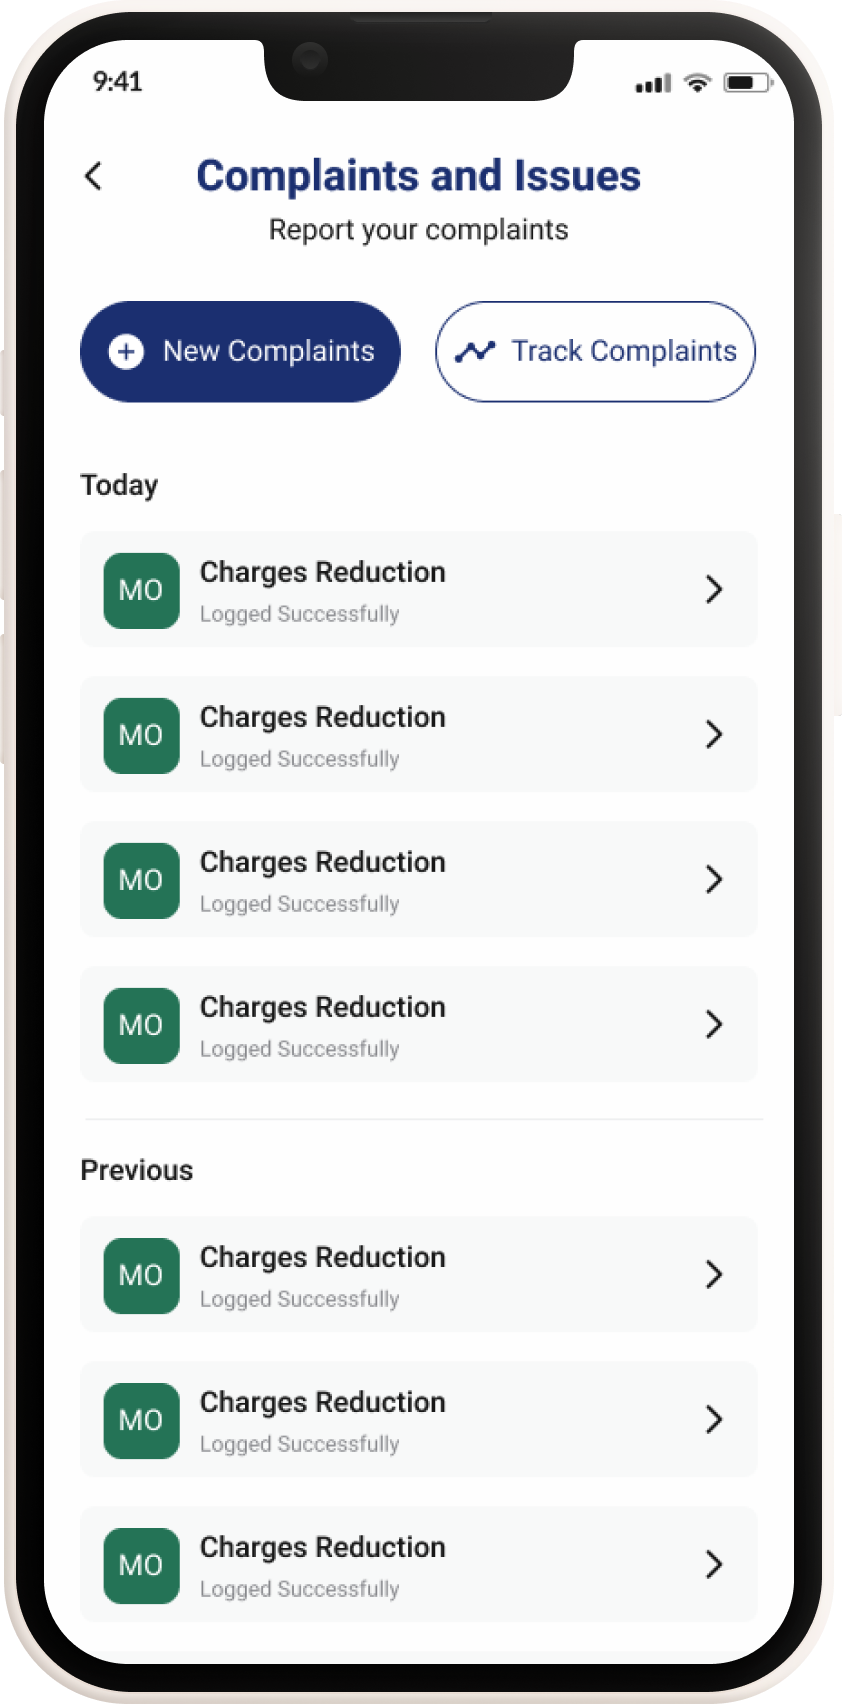 9:41
Complaints and Issues
Report your complaints
New Complaints
Track Complaints
Today
MO
Charges Reduction
Logged Successfully
MO
Charges Reduction
Logged Successfully
MO
Charges Reduction
Logged Successfully
MO
Charges Reduction
Logged Successfully
Previous
MO
Charges Reduction
Logged Successfully
MO
Charges Reduction
Logged Successfully
MO
Charges Reduction
Logged Successfully